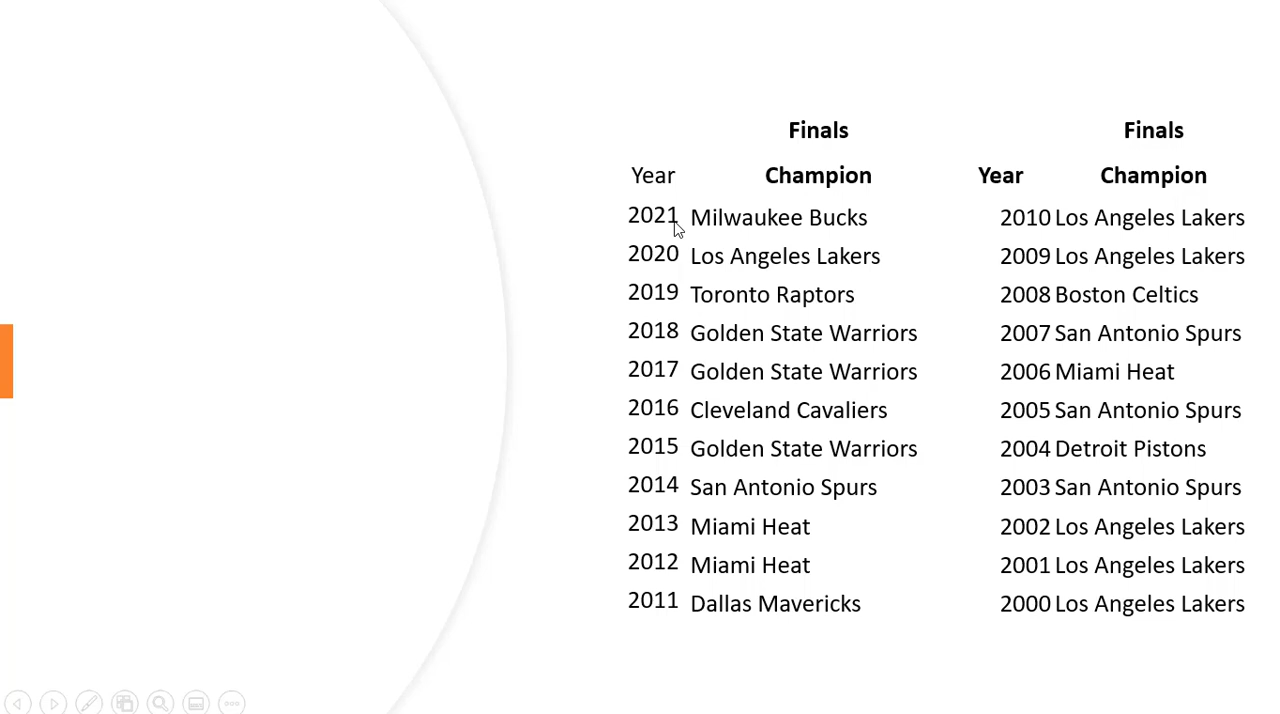 Finals Finals
Year Champion Year Champion
2021 Milwaukee Bucks 2010 Los Angeles Lakers
2020 Los Angeles Lakers 2009 Los Angeles Lakers
2019 Toronto Raptors 2008 Boston Celtics
2018 Golden State Warriors 2007 San Antonio Spurs
2017 Golden State Warriors 2006 Miami Heat
2016 Cleveland Cavaliers 2005 San Antonio Spurs
2015 Golden State Warriors 2004 Detroit Pistons
2014 San Antonio Spurs 2003 San Antonio Spurs
2013 Miami Heat 2002 Los Angeles Lakers
2012 Miami Heat 2001 Los Angeles Lakers
2011 Dallas Mavericks 2000 Los Angeles Lakers